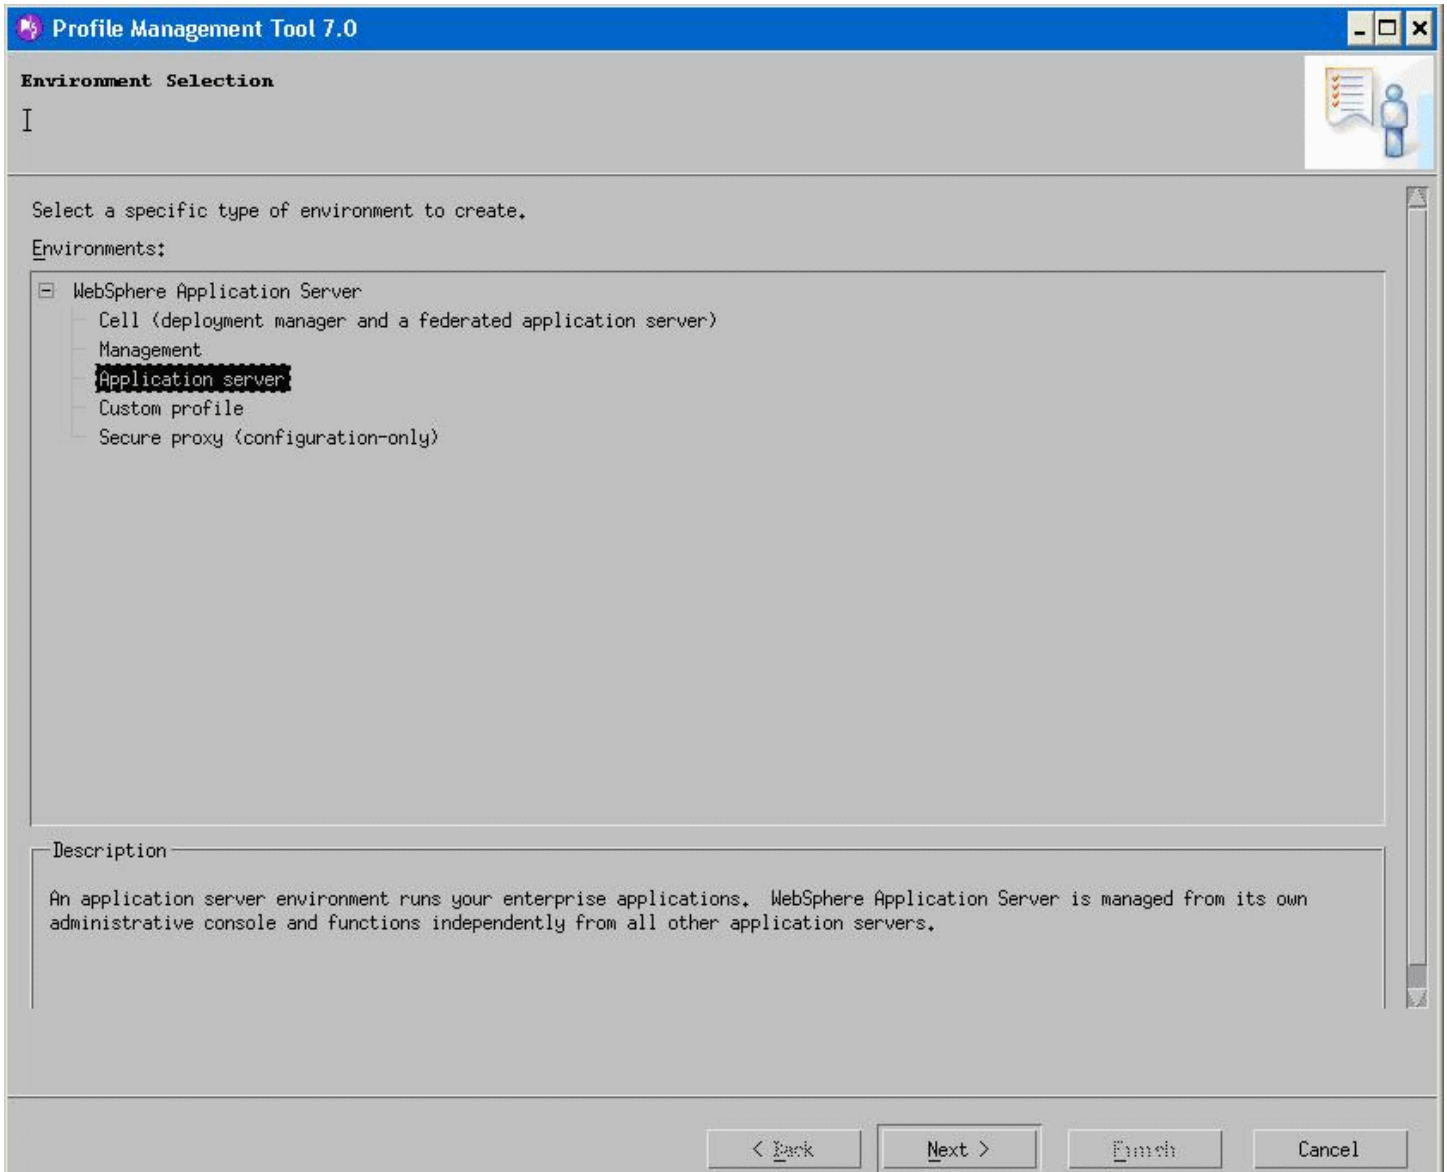 Profile Management Tool 7.0
Environment Selection
Select a specific type of environment to create.
Environments:
WebSphere Application Server
Cell (deployment manager and a federated application server)
Management
Application server
Custom profile
Secure proxy (configuration-only)
Description
An application server environment runs your enterprise applications. WebSphere Application Server is managed from its own
administrative console and functions independently from all other application servers.
< Back
Next >
Finish
Cancel